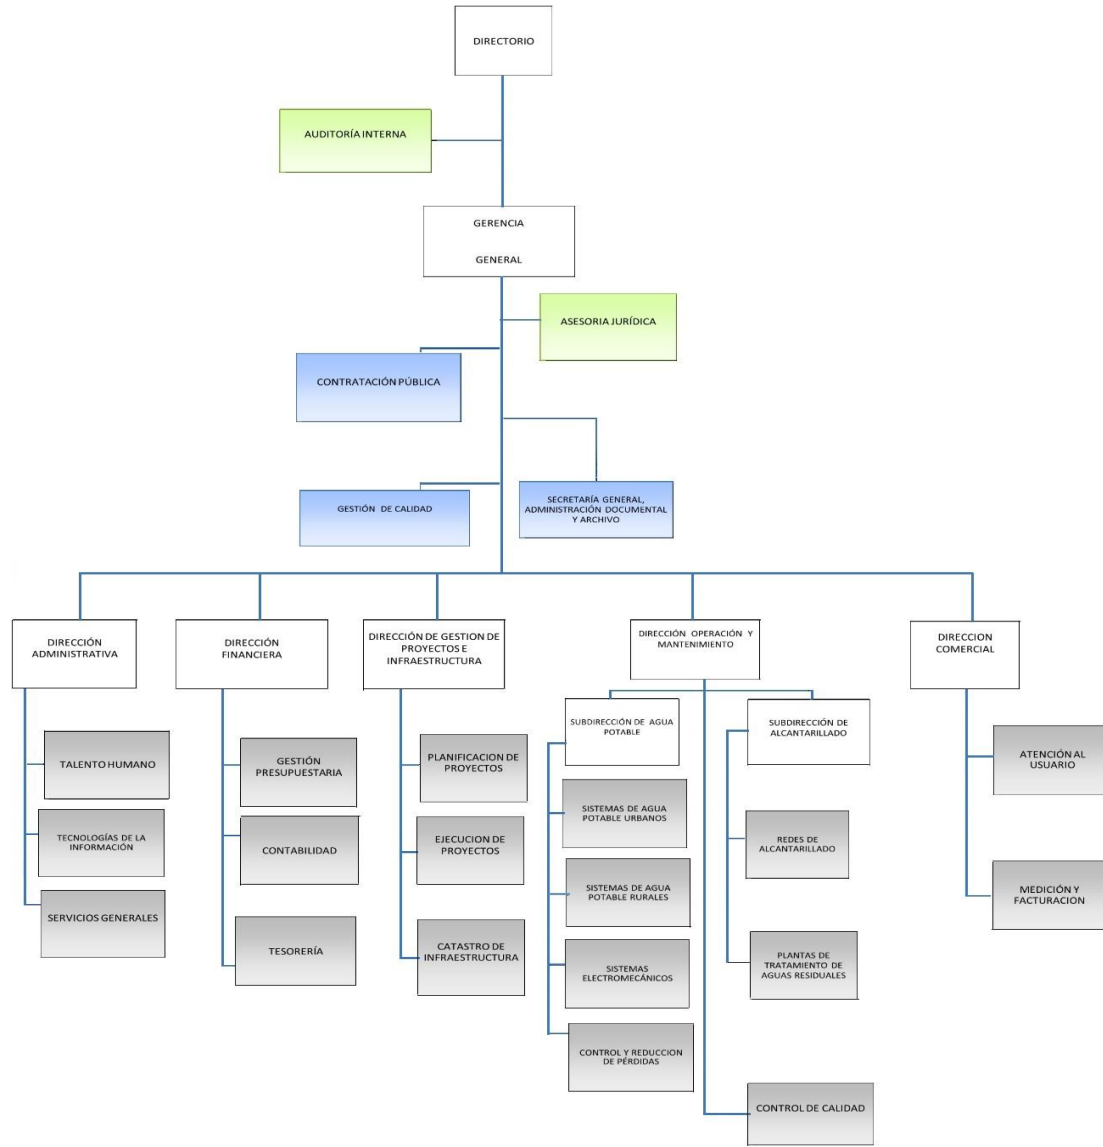 DIRECTORIO
AUDITORÍA INTERNA
GERENCIA
GENERAL
ASESORIA JURÍDICA
CONTRATACIÓN PÚBLICA
GESTIÓN DE CALIDAD
SECRETARÍA GENERAL,
ADMINISTRACIÓN DOCUMENTAL
Y ARCHIVO
DIRECCIÓN
ADMINISTRATIVA
TALENTO HUMANO
TECNOLOGÍAS DE LA
INFORMACIÓN
SERVICIOS GENERALES
DIRECCIÓN
FINANCIERA
GESTIÓN
PRESUPUESTARIA
CONTABILIDAD
TESORERÍA
DIRECCIÓN DE GESTION DE
PROYECTOS E
INFRAESTRUCTURA
PLANIFICACION DE
PROYECTOS
EJECUCION DE
PROYECTOS
CATASTRO DE
INFRAESTRUCTURA
DIRECCIÓN OPERACIÓN Y
MANTENIMIENTO
SUBDIRECCIÓN DE AGUA
POTABLE
SISTEMAS DE AGUA
POTABLE URBANOS
SISTEMAS DE AGUA
POTABLE RURALES
SISTEMAS
ELECTROMECÁNICOS
CONTROL Y REDUCCION
DE PÉRDIDAS
SUBDIRECCIÓN DE
ALCANTARILLADO
REDES DE
ALCANTARILLADO
PLANTAS DE
TRATAMIENTO DE
AGUAS RESIDUALES
CONTROL DE CALIDAD
DIRECCION
COMERCIAL
ATENCIÓN AL
USUARIO
MEDICIÓN Y
FACTURACION